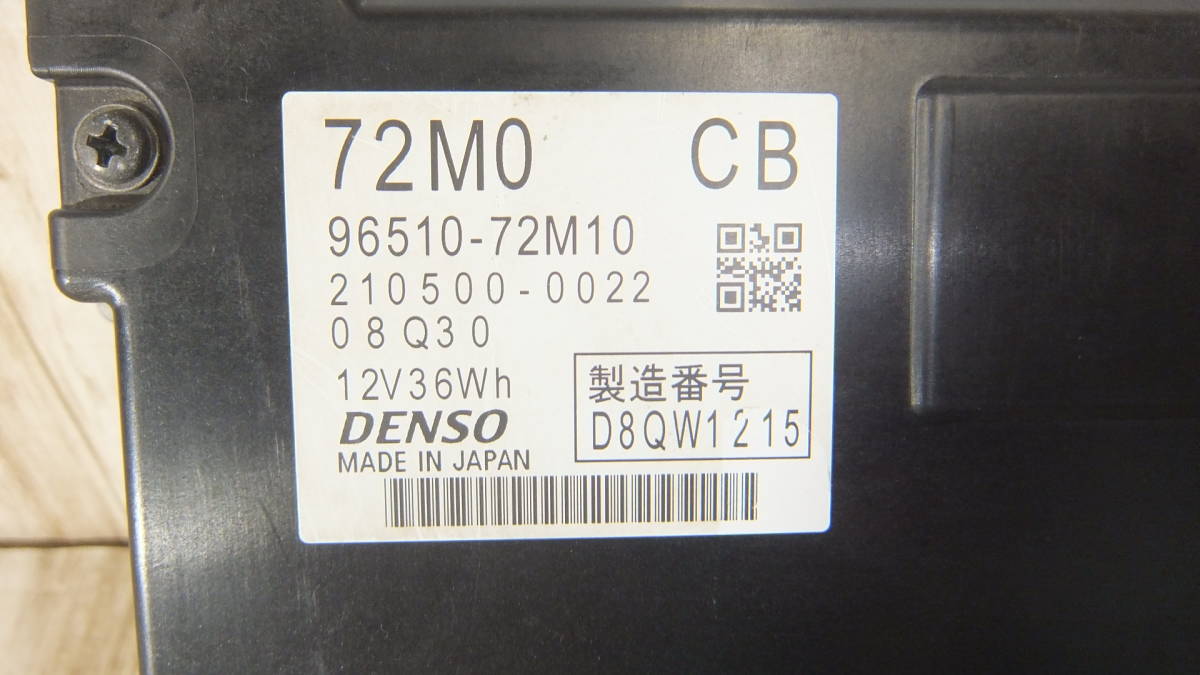 72M0 CB
96510-72M10
210500-0022
08Q30
12V36Wh
DENSO
MADE IN JAPAN
製造番号
D8QW1215